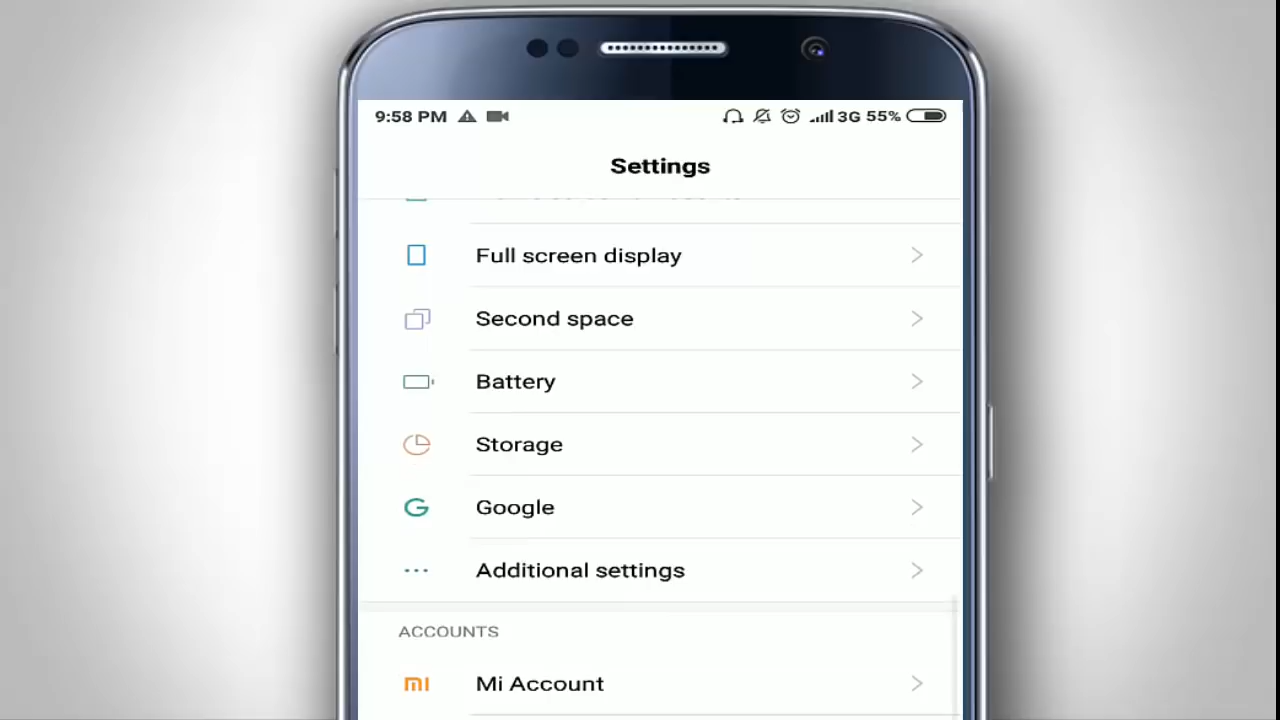 9:58 PM 3G 55%
Settings
Full screen display
Second space
Battery
Storage
Google
Additional settings
ACCOUNTS
Mi Account